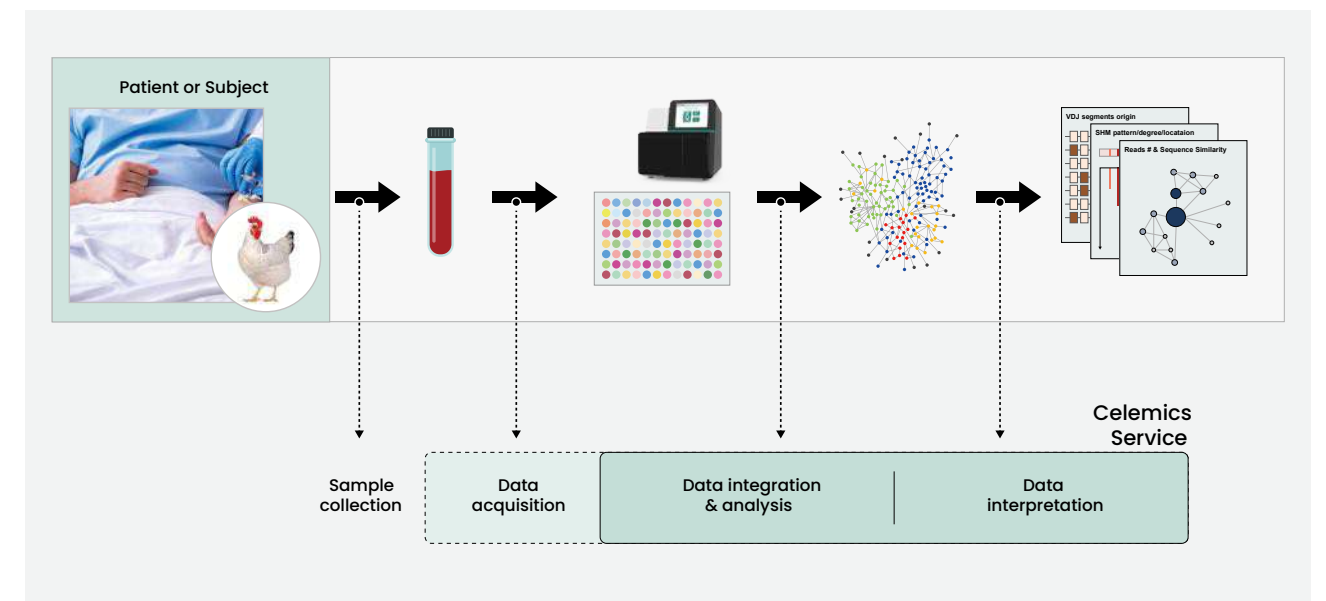 Patient or Subject
VDJ segments origin
SHM pattern/degree/locataion
Reads # & Sequence Similarity
Celemics
Service
Sample
collection
Data
acquisition
Data integration
& analysis
Data
interpretation